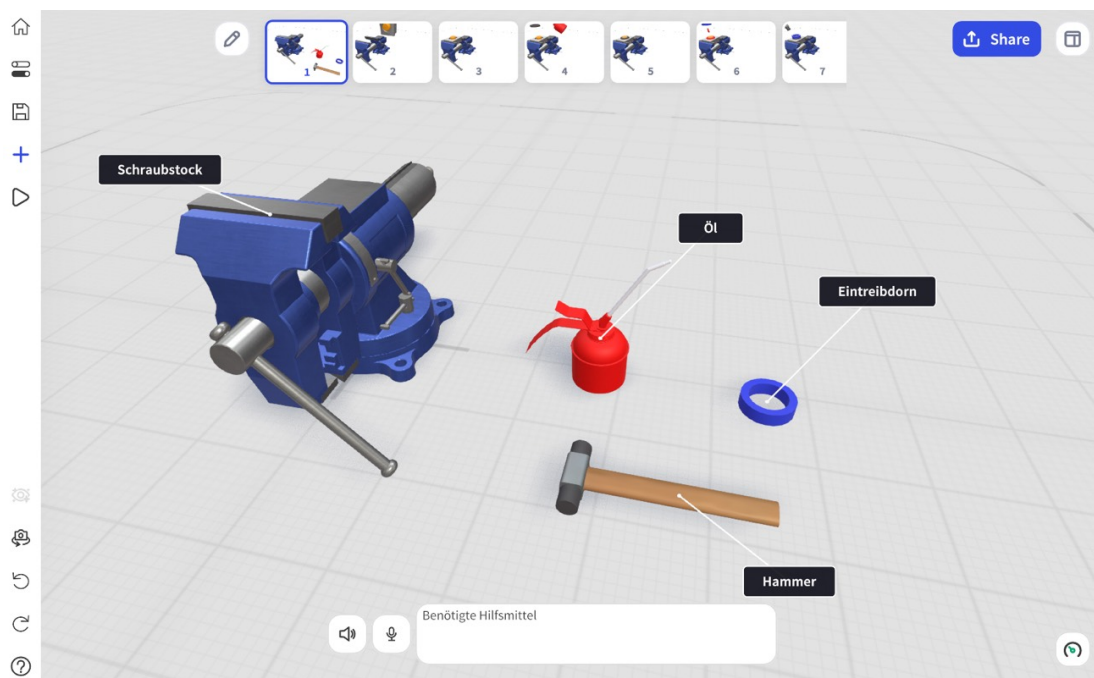 Share
1
2
3
4
5
6
7
Schraubstock
Öl
Eintreibdorn
Hammer
Benötigte Hilfsmittel